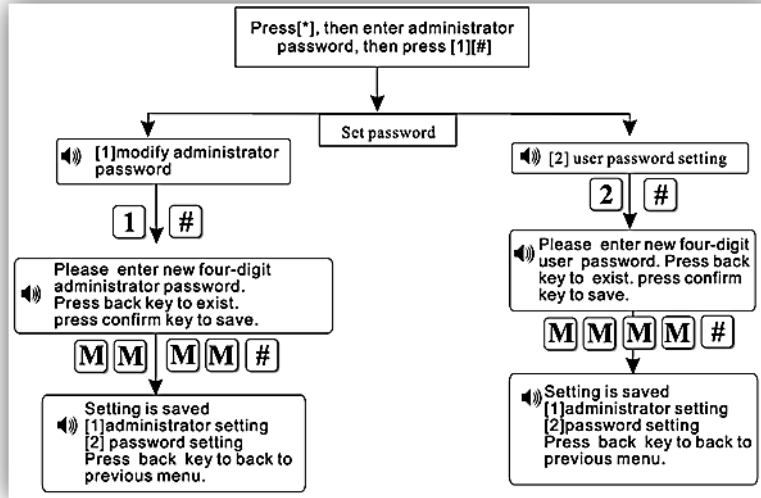 Press[*], then enter administrator
password, then press [1][#]
Set password
[1]modify administrator
password
1 #
Please enter new four-digit
administrator password.
Press back key to exist.
press confirm key to save.
M M M M #
Setting is saved
[1]administrator setting
[2] password setting
Press back key to back to
previous menu.
[2] user password setting
2 #
Please enter new four-digit
user password. Press back
key to exist. press confirm
key to save.
M M M M #
Setting is saved
[1]administrator setting
[2]password setting
Press back key to back to
previous menu.